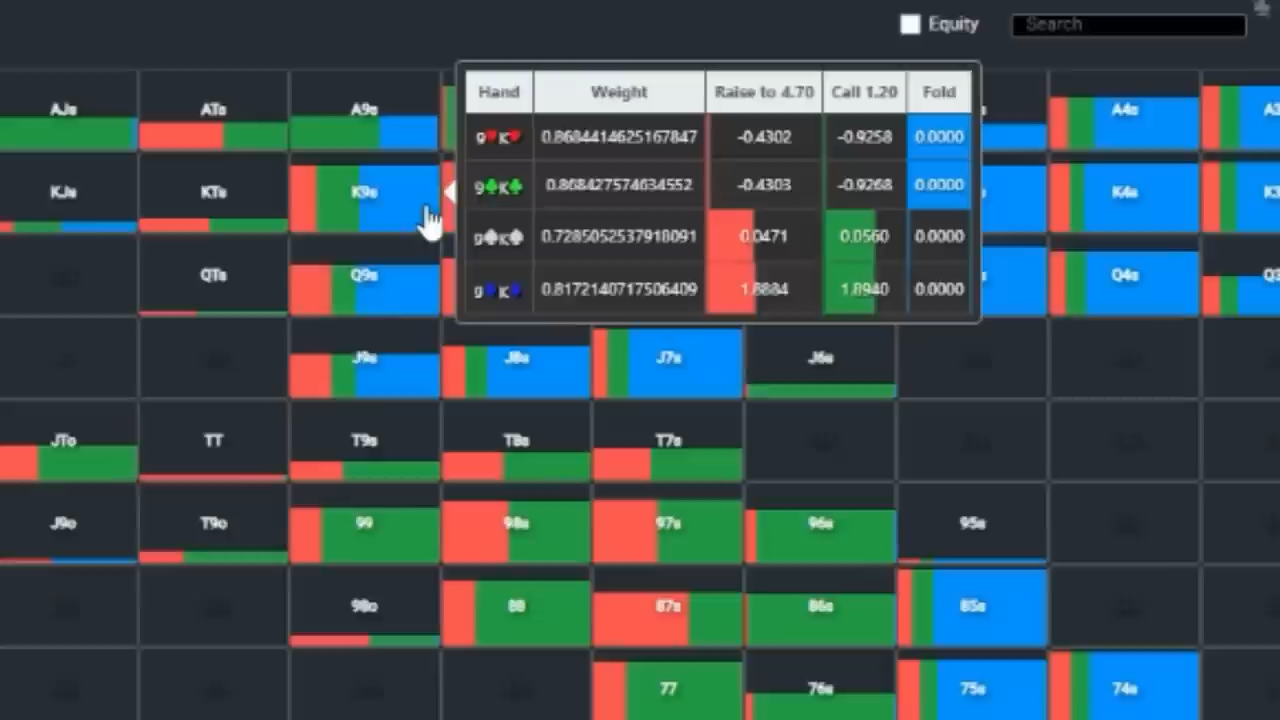 Equity Search
Hand Weight Raise to 4.70 Call 1.20 Fold
9♥K♥ 0.8684414625167847 -0.4302 -0.9258 0.0000
9♣K♣ 0.868427574634552 -0.4303 -0.9268 0.0000
9♠K♠ 0.7285052537918091 0.0471 0.0560 0.0000
9♦K♦ 0.8172140717506409 1.8884 1.8940 0.0000
AJs ATs A9s A4s
KJs KTs K9s K4s
QTs Q9s Q4s
J9s J8s J7s J6s
JTo TT T9s T8s T7s
J9o T9o 99 98s 97s 96s 95s
98o 88 87s 86s 85s
77 76s 75s 74s